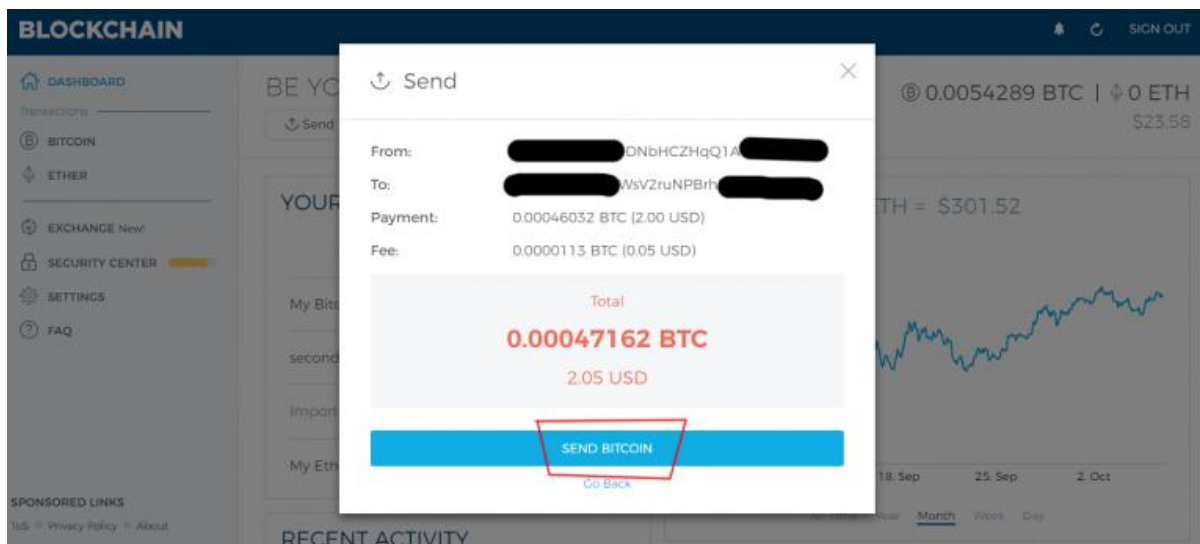 BLOCKCHAIN
SIGN OUT
DASHBOARD
Transactions
BITCOIN
ETHER
EXCHANGE New!
SECURITY CENTER
SETTINGS
FAQ
SPONSORED LINKS
ToS Privacy Policy About
BE YO
Send
0.0054289 BTC | 0 ETH
$23.56
YOUR
My Bitc
second
Import
My Eth
RECENT ACTIVITY
Send
From: DNbHCZHqQ1A
To: WsV2ruNPBrh
Payment: 0.00046032 BTC (2.00 USD)
Fee: 0.0000113 BTC (0.05 USD)
Total
0.00047162 BTC
2.05 USD
SEND BITCOIN
Go Back
TH = $301.52
18. Sep 25. Sep 2. Oct
Year Month Week Day